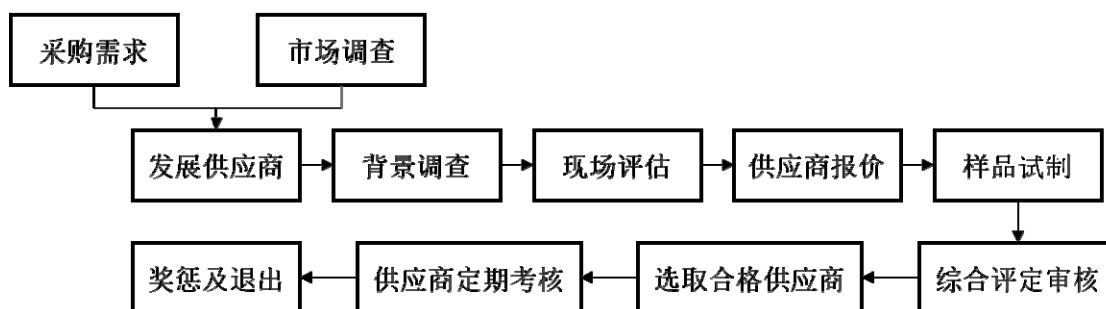 采购需求 市场调查
发展供应商 背景调查 现场评估 供应商报价 样品试制
奖惩及退出 供应商定期考核 选取合格供应商 综合评定审核